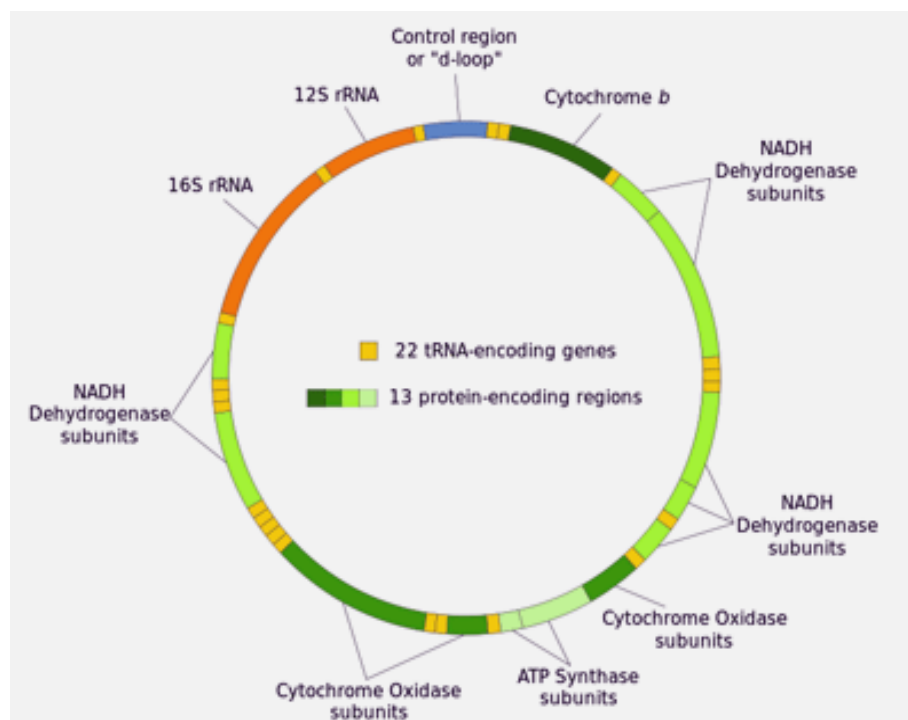 Control region
or "d-loop"
12S rRNA
Cytochrome b
NADH
Dehydrogenase
subunits
16S rRNA
22 tRNA-encoding genes
13 protein-encoding regions
NADH
Dehydrogenase
subunits
NADH
Dehydrogenase
subunits
Cytochrome Oxidase
subunits
ATP Synthase
subunits
Cytochrome Oxidase
subunits